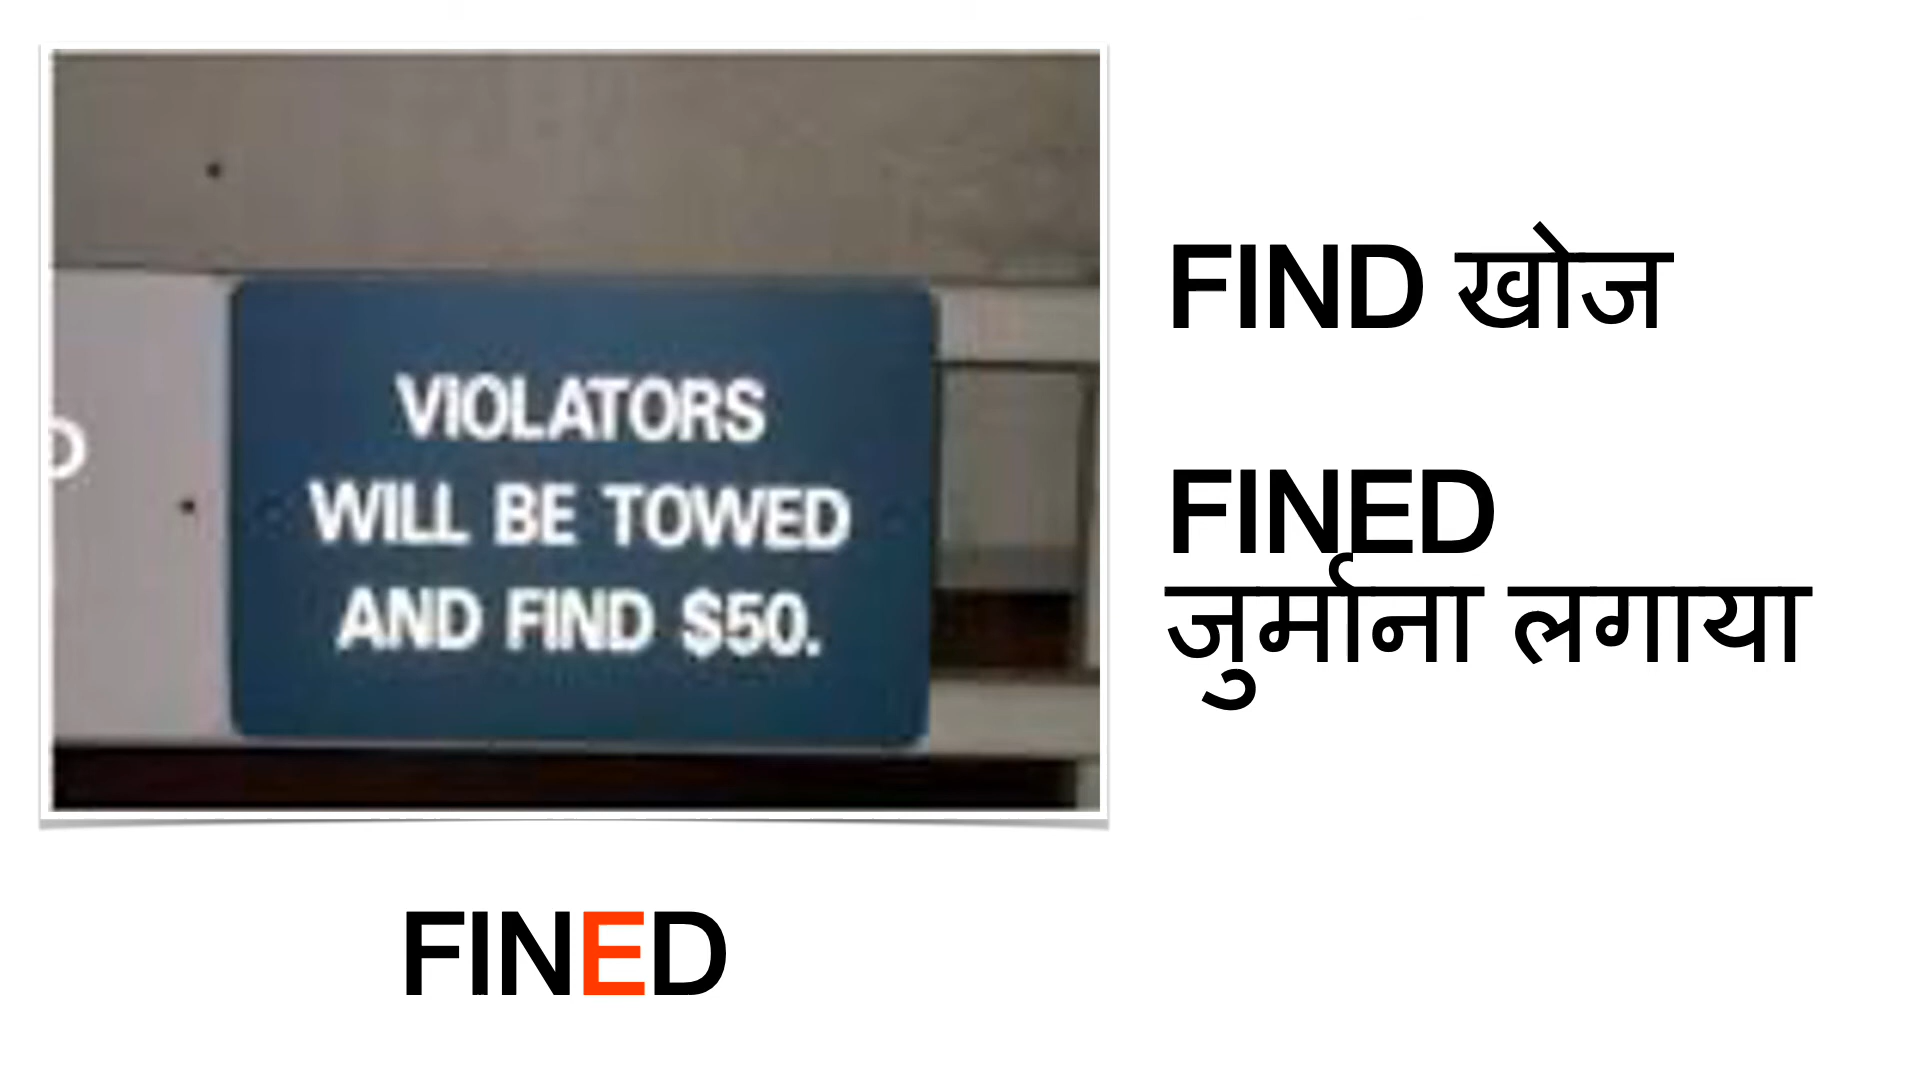 VIOLATORS
WILL BE TOWED
AND FIND $50.
FIND खोज
FINED
जुर्माना लगाया
FINED